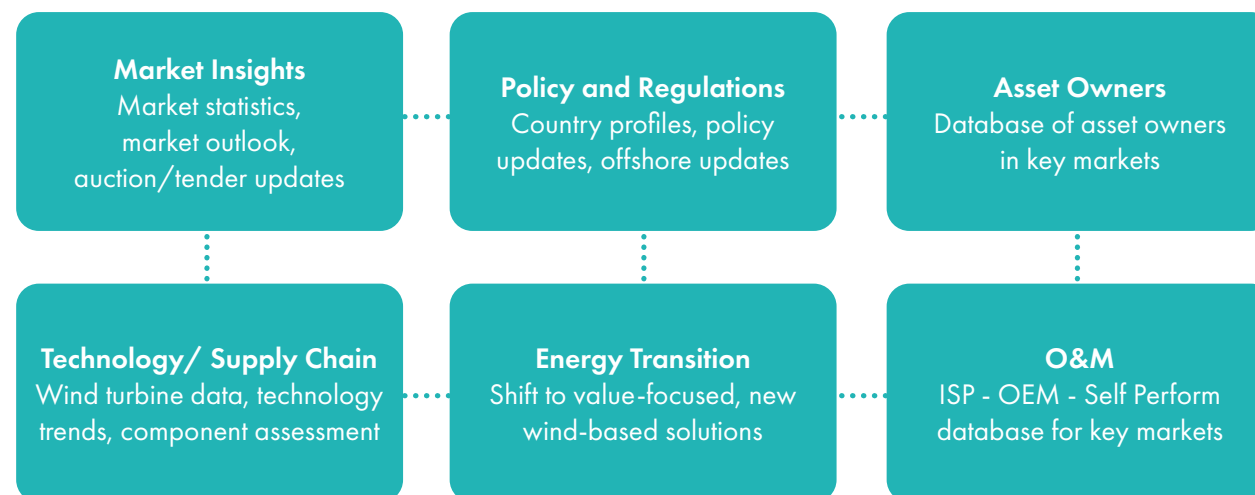 Market Insights
Market statistics,
market outlook,
auction/tender updates
Policy and Regulations
Country profiles, policy
updates, offshore updates
Asset Owners
Database of asset owners
in key markets
Technology/ Supply Chain
Wind turbine data, technology
trends, component assessment
Energy Transition
Shift to value-focused, new
wind-based solutions
O&M
ISP - OEM - Self Perform
database for key markets